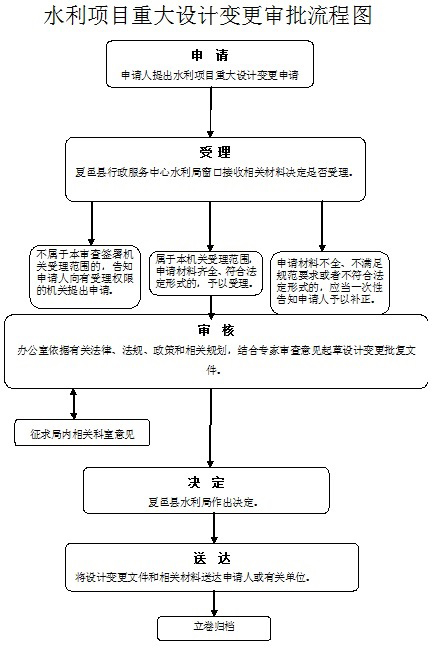 水利项目重大设计变更审批流程图
申 请
申请人提出水利项目重大设计变更申请
受 理
夏邑县行政服务中心水利局窗口接收相关材料决定是否受理。
不属于本审查签署机
关受理范围的，告知
申请人向有受理权限
的机关提出申请。
属于本机关受理范围，
申请材料齐全、符合法
定形式的，予以受理。
申请材料不全、不满足
规范要求或者不符合法
定形式的，应当一次性
告知申请人予以补正。
审 核
办公室依据有关法律、法规、政策和相关规划，结合专家审查意见起草设计变更批复文
件。
征求局内相关科室意见
决 定
夏邑县水利局作出决定。
送 达
将设计变更文件和相关材料送达申请人或有关单位。
立卷归档